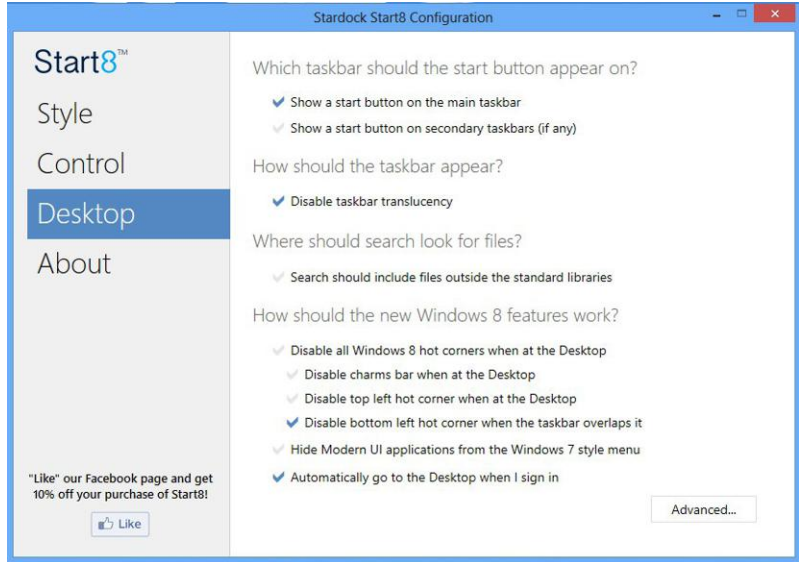 Stardock Start8 Configuration
Start8™
Style
Control
Desktop
About
"Like" our Facebook page and get
10% off your purchase of Start8!
Like
Which taskbar should the start button appear on?
Show a start button on the main taskbar
Show a start button on secondary taskbars (if any)
How should the taskbar appear?
Disable taskbar translucency
Where should search look for files?
Search should include files outside the standard libraries
How should the new Windows 8 features work?
Disable all Windows 8 hot corners when at the Desktop
Disable charms bar when at the Desktop
Disable top left hot corner when at the Desktop
Disable bottom left hot corner when the taskbar overlaps it
Hide Modern UI applications from the Windows 7 style menu
Automatically go to the Desktop when I sign in
Advanced...